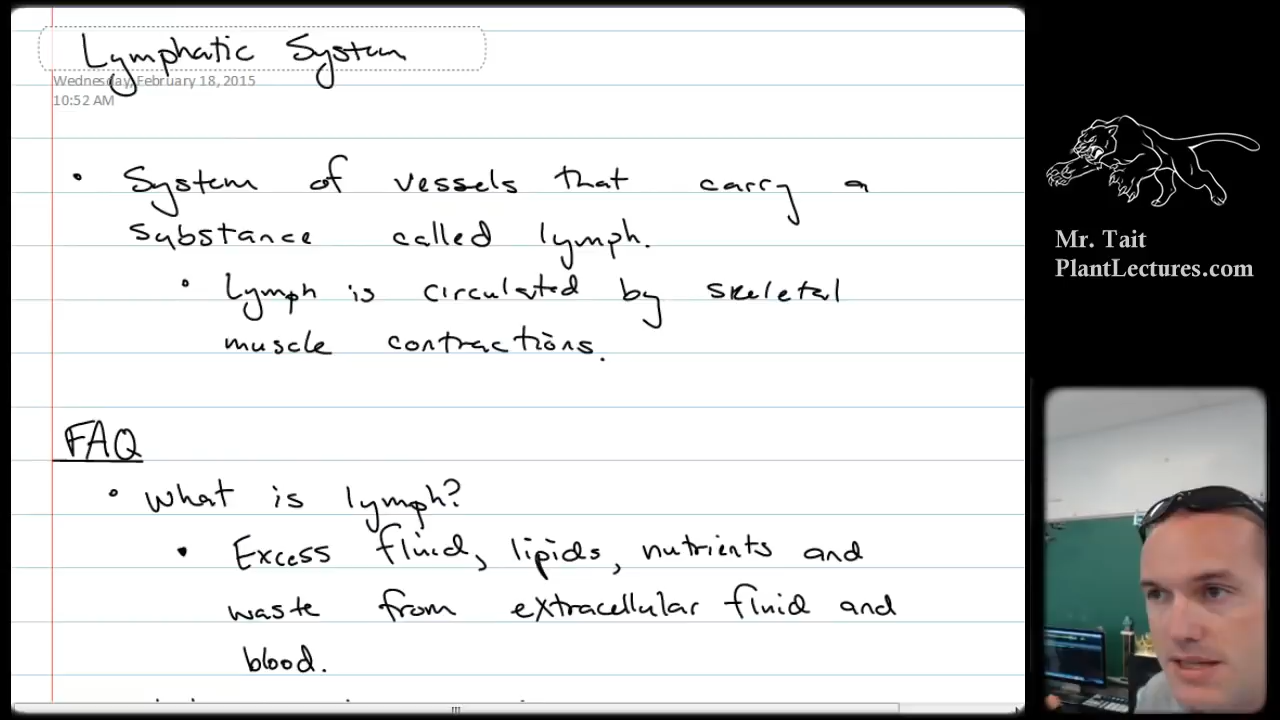 Lymphatic System
Wednesday, February 18, 2015
10:52 AM
• System of vessels that carry a
substance called lymph.
• Lymph is circulated by skeletal
muscle contractions.
FAQ
• What is lymph?
• Excess fluid, lipids, nutrients and
waste from extracellular fluid and
blood.
Mr. Tait
PlantLectures.com